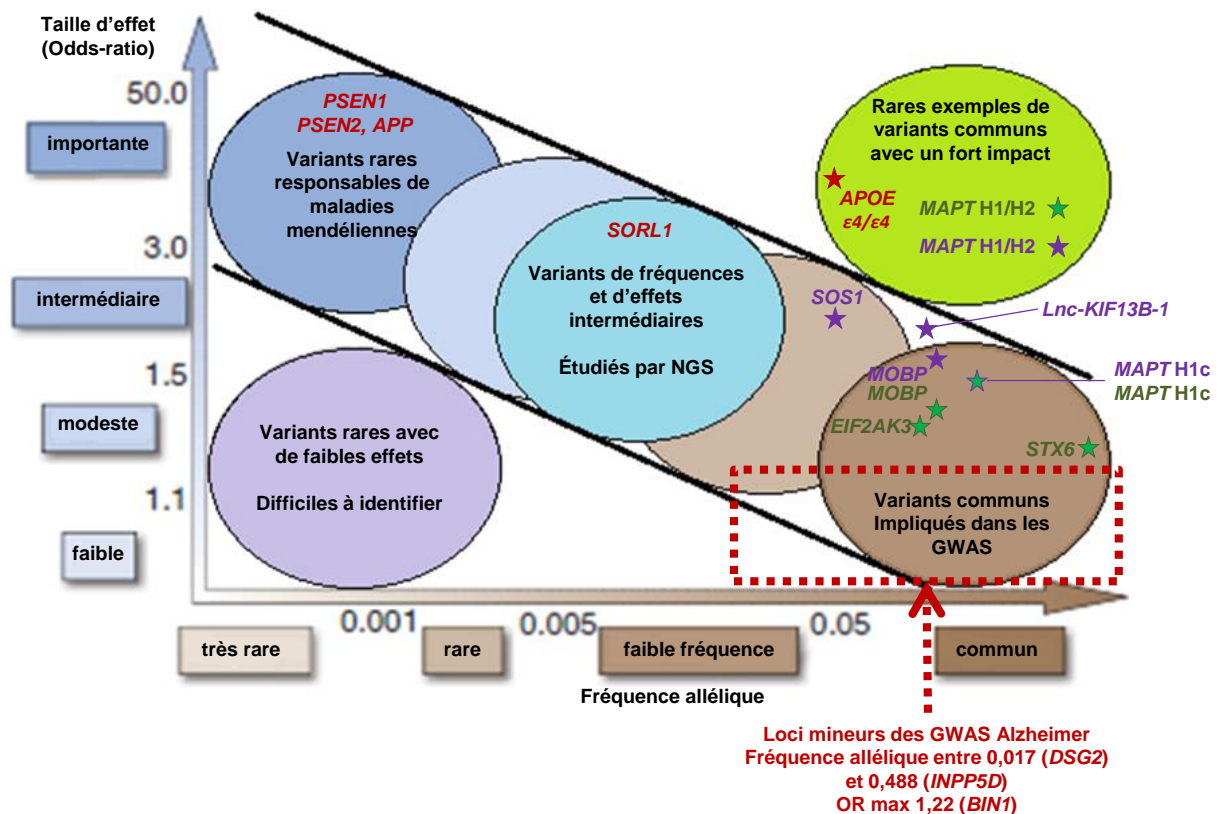 Taille d'effet
(Odds-ratio)
50.0
importante
3.0
intermédiaire
1.5
modeste
1.1
faible
PSEN1
PSEN2, APP
Variants rares
responsables de
maladies
mendéliennes
SORL1
Variants de fréquences
et d'effets
intermédiaires
Étudiés par NGS
Rares exemples de
variants communs
avec un fort impact
APOE
ε4/ε4
MAPT H1/H2
MAPT H1/H2
SOS1
Lnc-KIF13B-1
MOBP
MOBP
MAPT H1c
MAPT H1c
EIF2AK3
STX6
Variants rares avec
de faibles effets
Difficiles à identifier
Variants communs
Impliqués dans les
GWAS
0.001
0.005
0.05
très rare
rare
faible fréquence
commun
Fréquence allélique
Loci mineurs des GWAS Alzheimer
Fréquence allélique entre 0,017 (DSG2)
et 0,488 (INPP5D)
OR max 1,22 (BIN1)